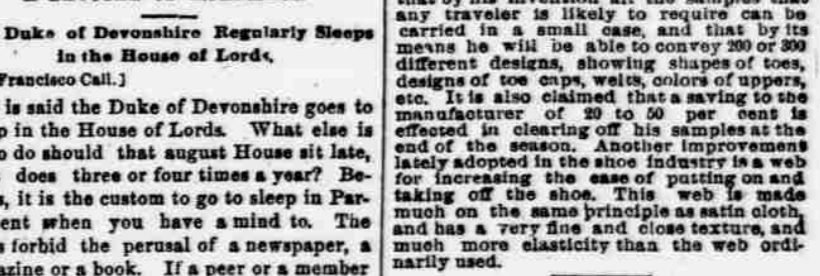 Duke of Devonshire Regularly Sleeps
in the House of Lords.
Francisco Call.]
is said the Duke of Devonshire goes to
p in the House of Lords. What else is
o do should that august House sit late,
does three or four times a year? Be-
s, it is the custom to go to sleep in Par-
ent when you have a mind to. The
s forbid the perusal of a newspaper, a
azine or a book. If a peer or a member
that by his invention all the samples that
any traveler is likely to require can be
carried in a small case, and that by its
means he will be able to convey 200 or 300
different designs, showing shapes of toes,
designs of toe caps, welts, colors of uppers,
etc. It is also claimed that a saving to the
manufacturer of 20 to 50 per cent is
effected in clearing off his samples at the
end of the season. Another improvement
lately adopted in the shoe industry is a web
for increasing the ease of putting on and
taking off the shoe. This web is made
much on the same principle as satin cloth,
and has a very fine and close texture, and
much more elasticity than the web ordi-
narily used.